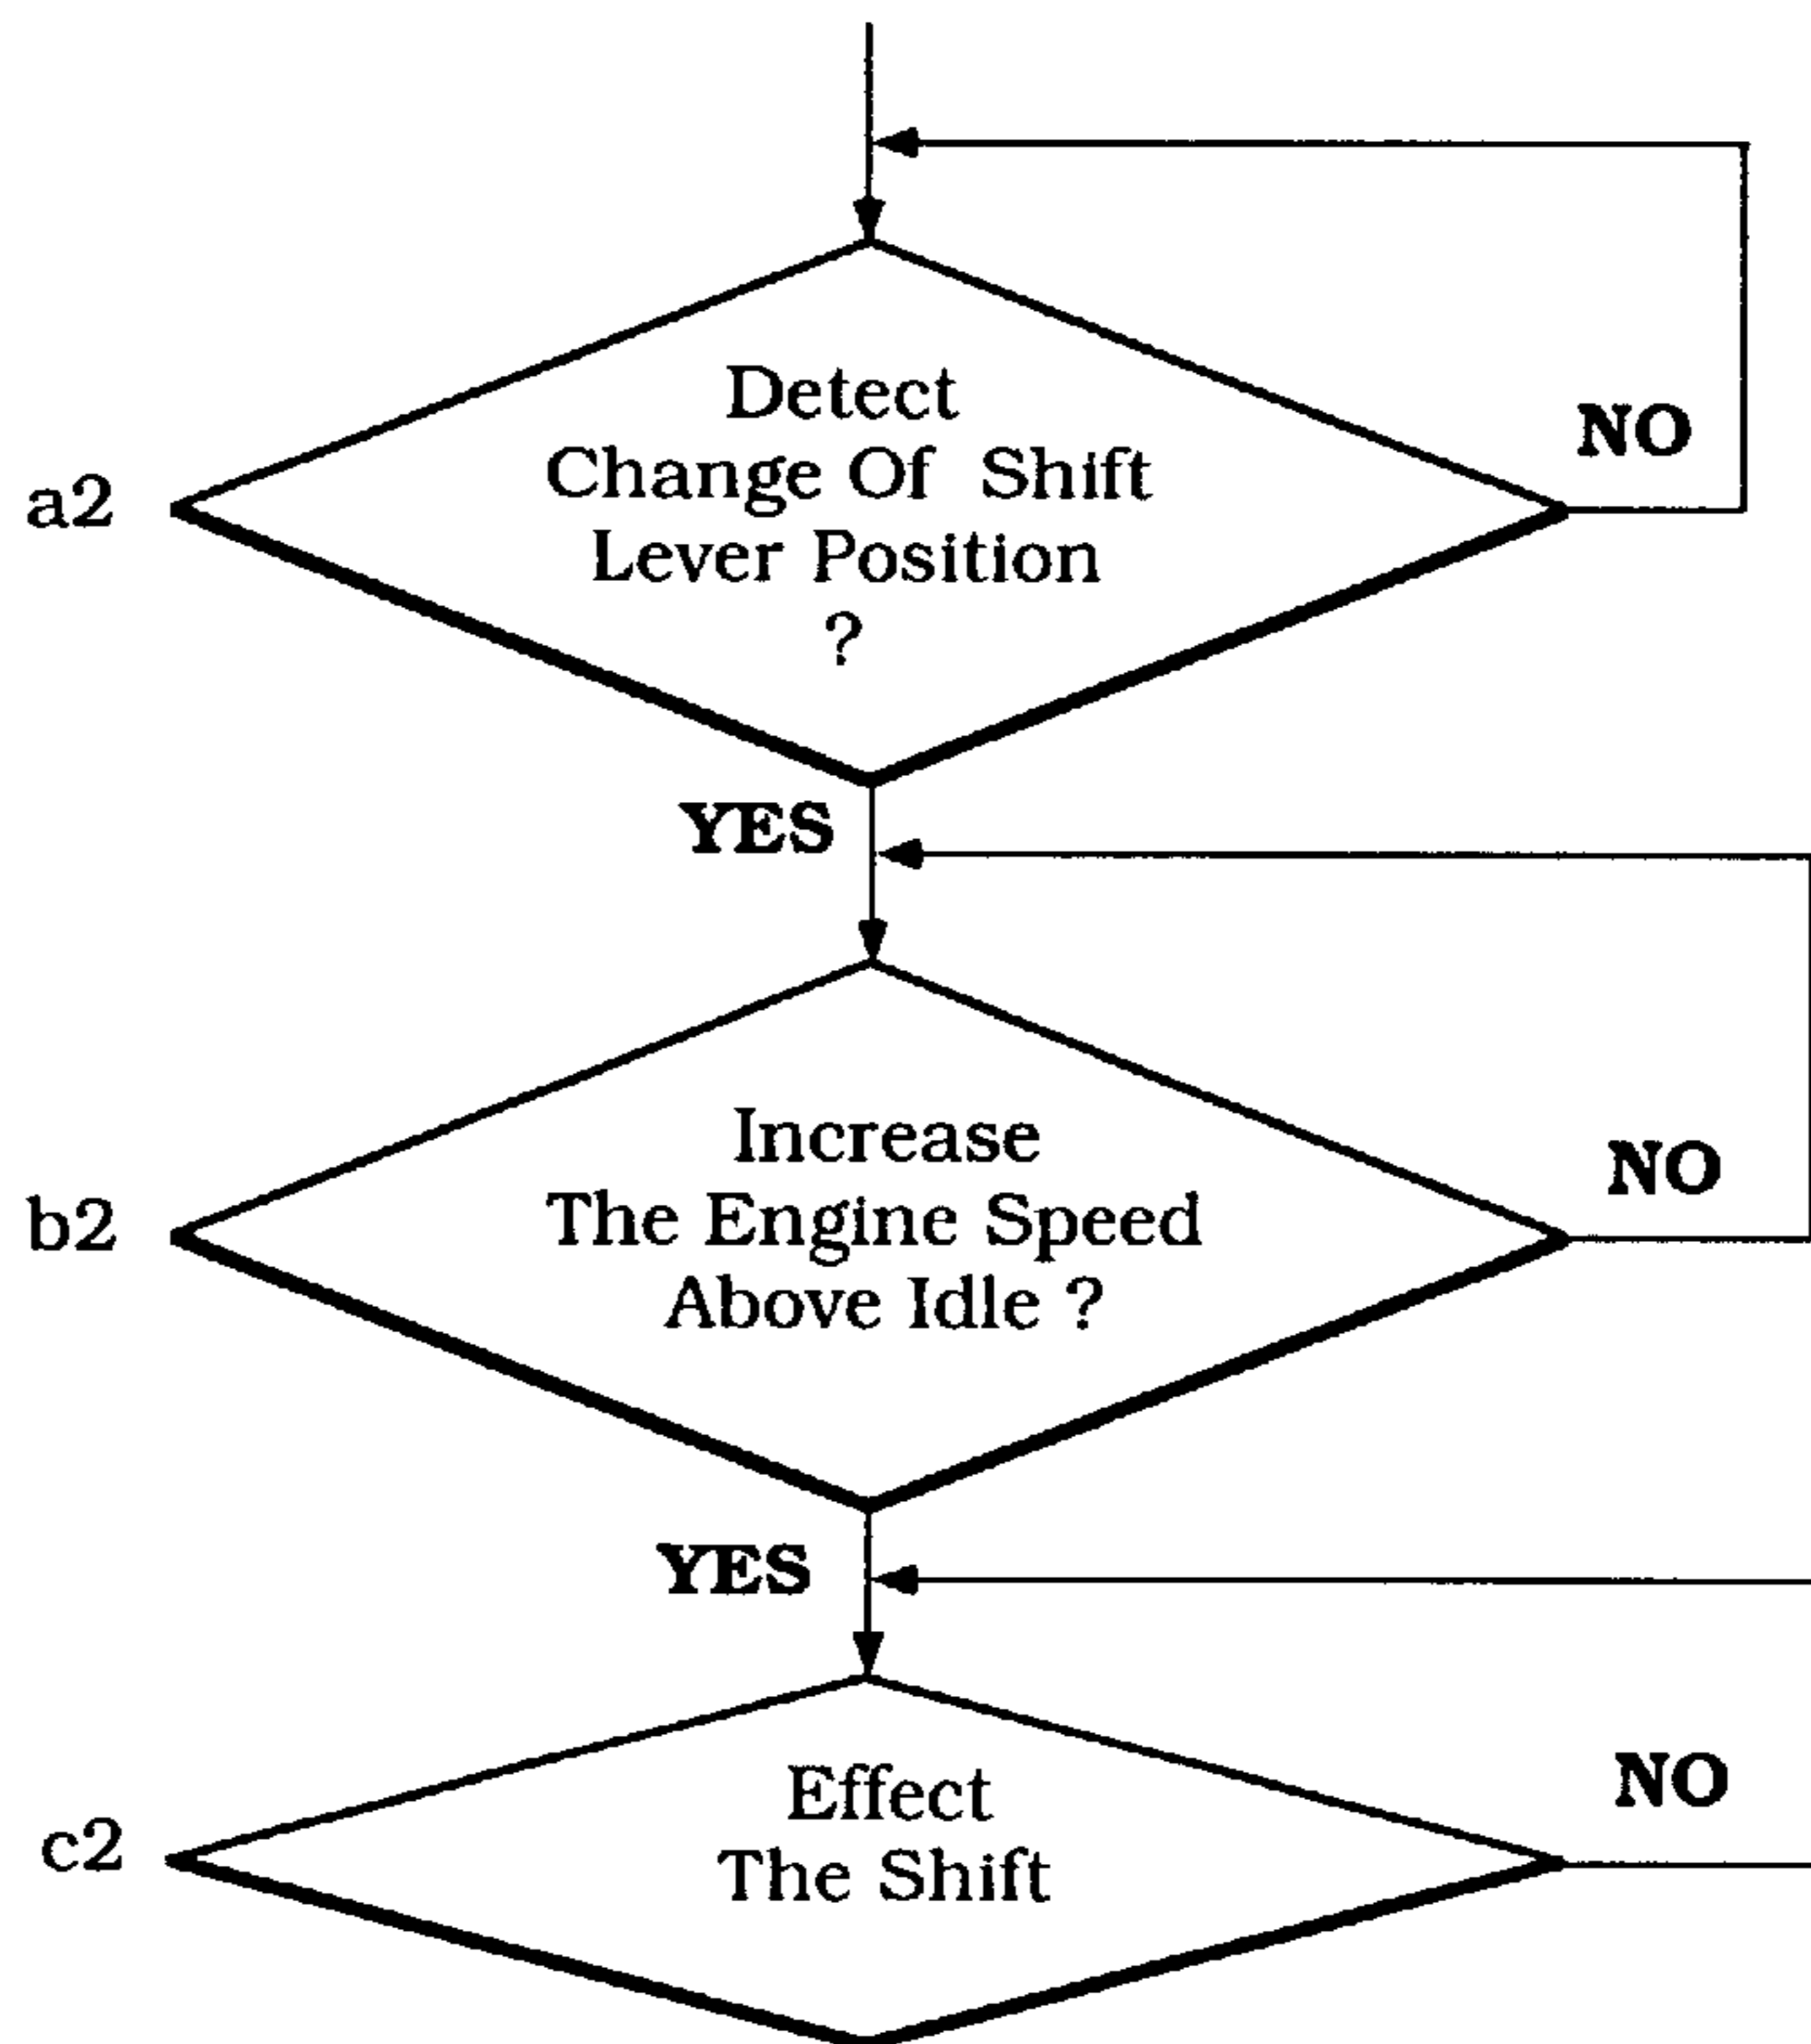 Detect
Change Of Shift
Lever Position
?
NO
a2
YES
Increase
The Engine Speed
Above Idle ?
NO
b2
YES
Effect
The Shift
NO
c2